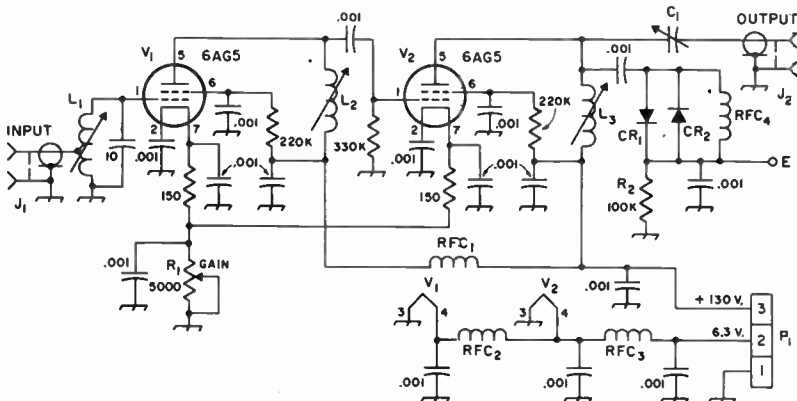 C1
OUTPUT
.001
V1
6AG5
V2
6AG5
.001
J2
5
5
L1
1
6
L2
1
6
INPUT
.001
220K
L3
CR1
CR2
RFC4
2
7
220K
2
7
10
.001
330K
.001
.001
.001
.001
E
J1
150
150
R2
100K
.001
.001
R1
GAIN
5000
RFC1
V1
V2
.001
+130 V.
3
3
4
3
4
6.3 V.
2
P1
RFC2
RFC3
1
.001
.001
.001